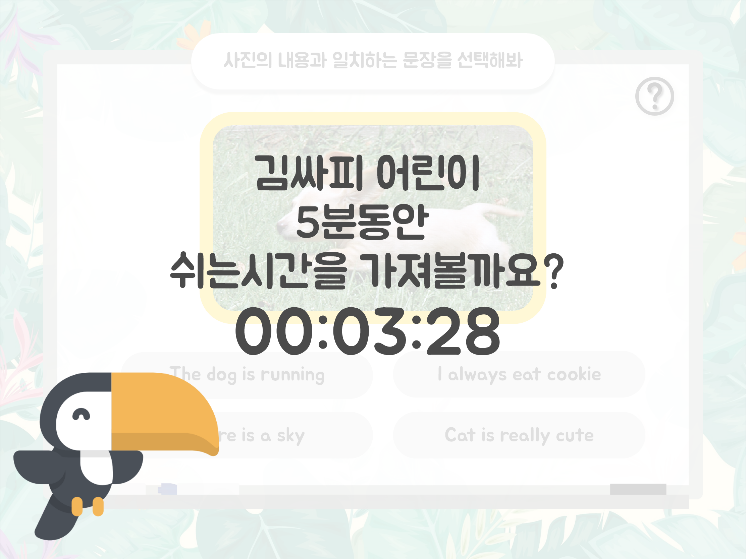 사진의 내용과 일치하는 문장을 선택해봐
?
김싸피 어린이
5분동안
쉬는시간을 가져볼까요?
00:03:28
The dog is running
I always eat cookie
is a sky
Cat is really cute